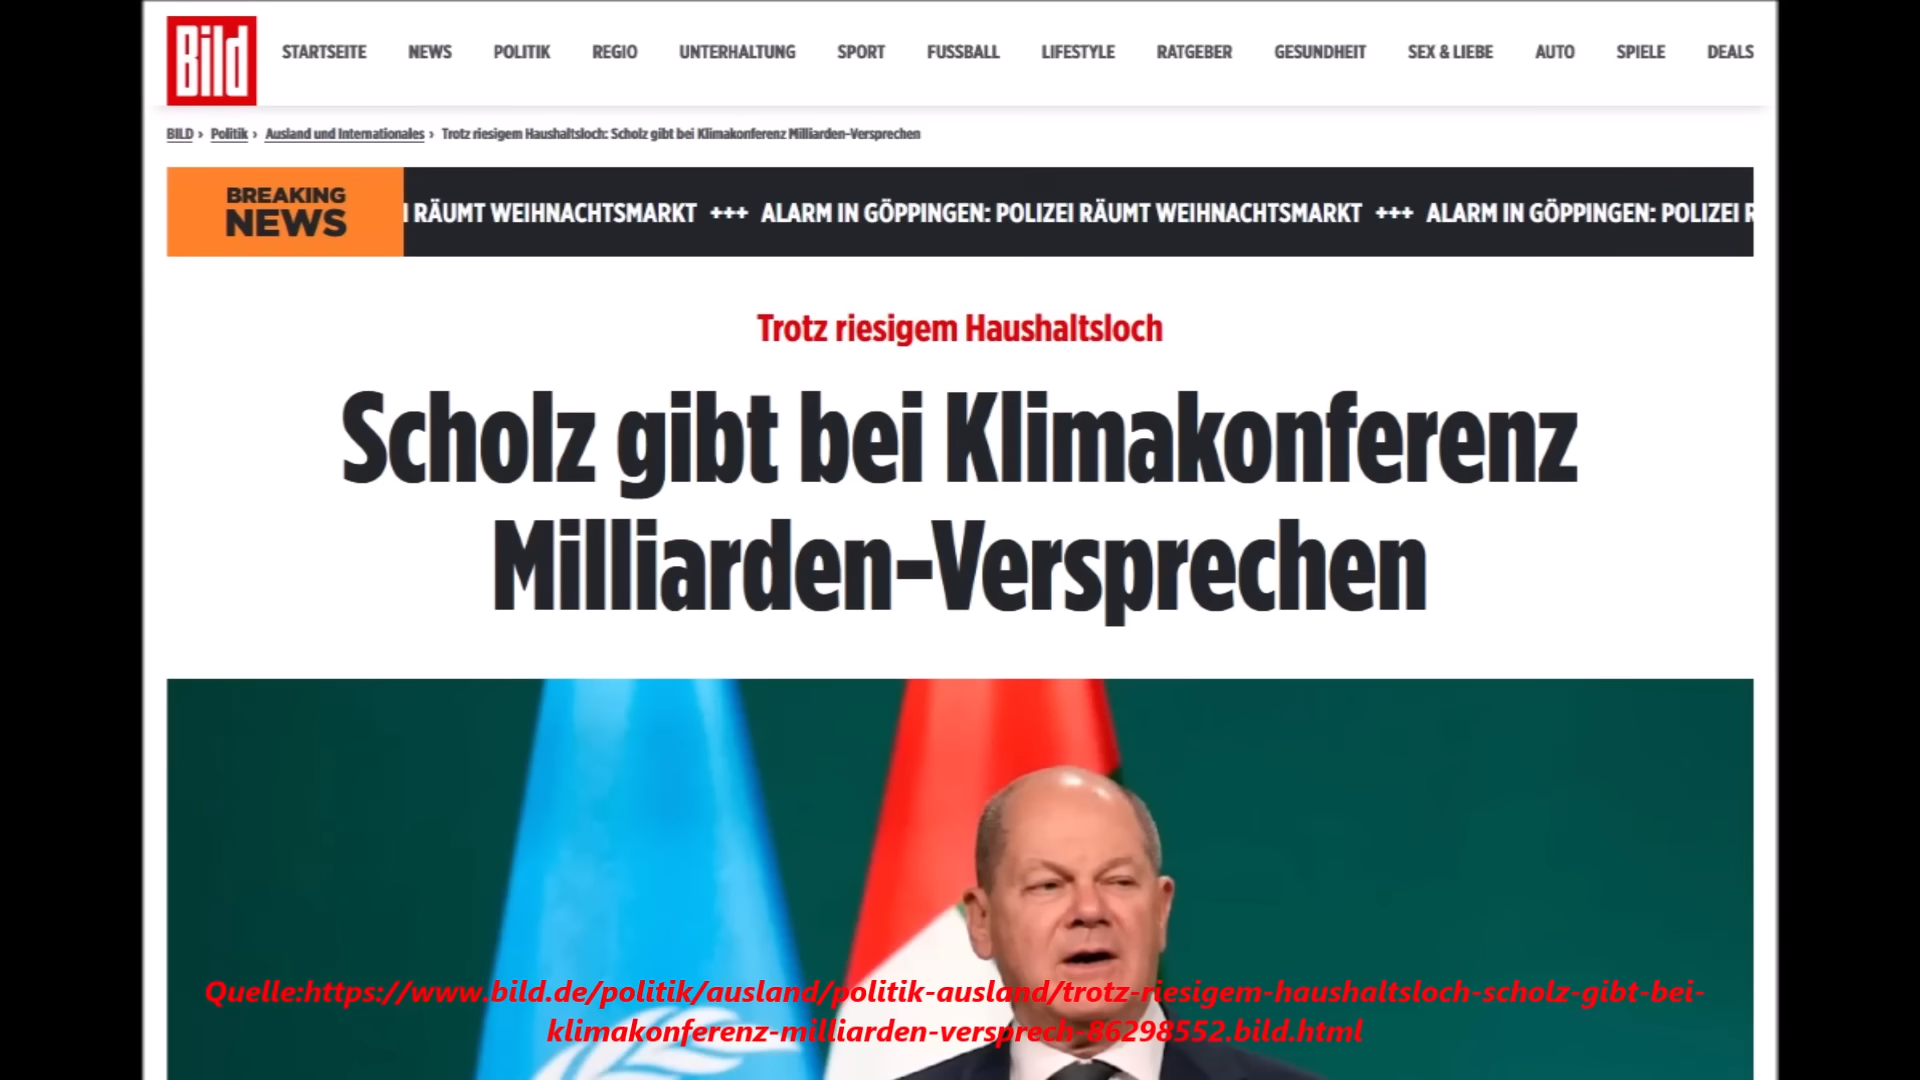 Bild STARTSEITE NEWS POLITIK REGIO UNTERHALTUNG SPORT FUSSBALL LIFESTYLE RATGEBER GESUNDHEIT SEX & LIEBE AUTO SPIELE DEALS
BILD › Politik › Ausland und Internationales › Trotz riesigem Haushaltsloch: Scholz gibt bei Klimakonferenz Milliarden-Versprechen
BREAKING
NEWS
I RÄUMT WEIHNACHTSMARKT +++ ALARM IN GÖPPINGEN: POLIZEI RÄUMT WEIHNACHTSMARKT +++ ALARM IN GÖPPINGEN: POLIZEI R
Trotz riesigem Haushaltsloch
Scholz gibt bei Klimakonferenz
Milliarden-Versprechen
Quelle:https://www.bild.de/politik/ausland/politik-ausland/trotz-riesigem-haushaltsloch-scholz-gibt-bei-
klimakonferenz-milliarden-versprech-86298552.bild.html